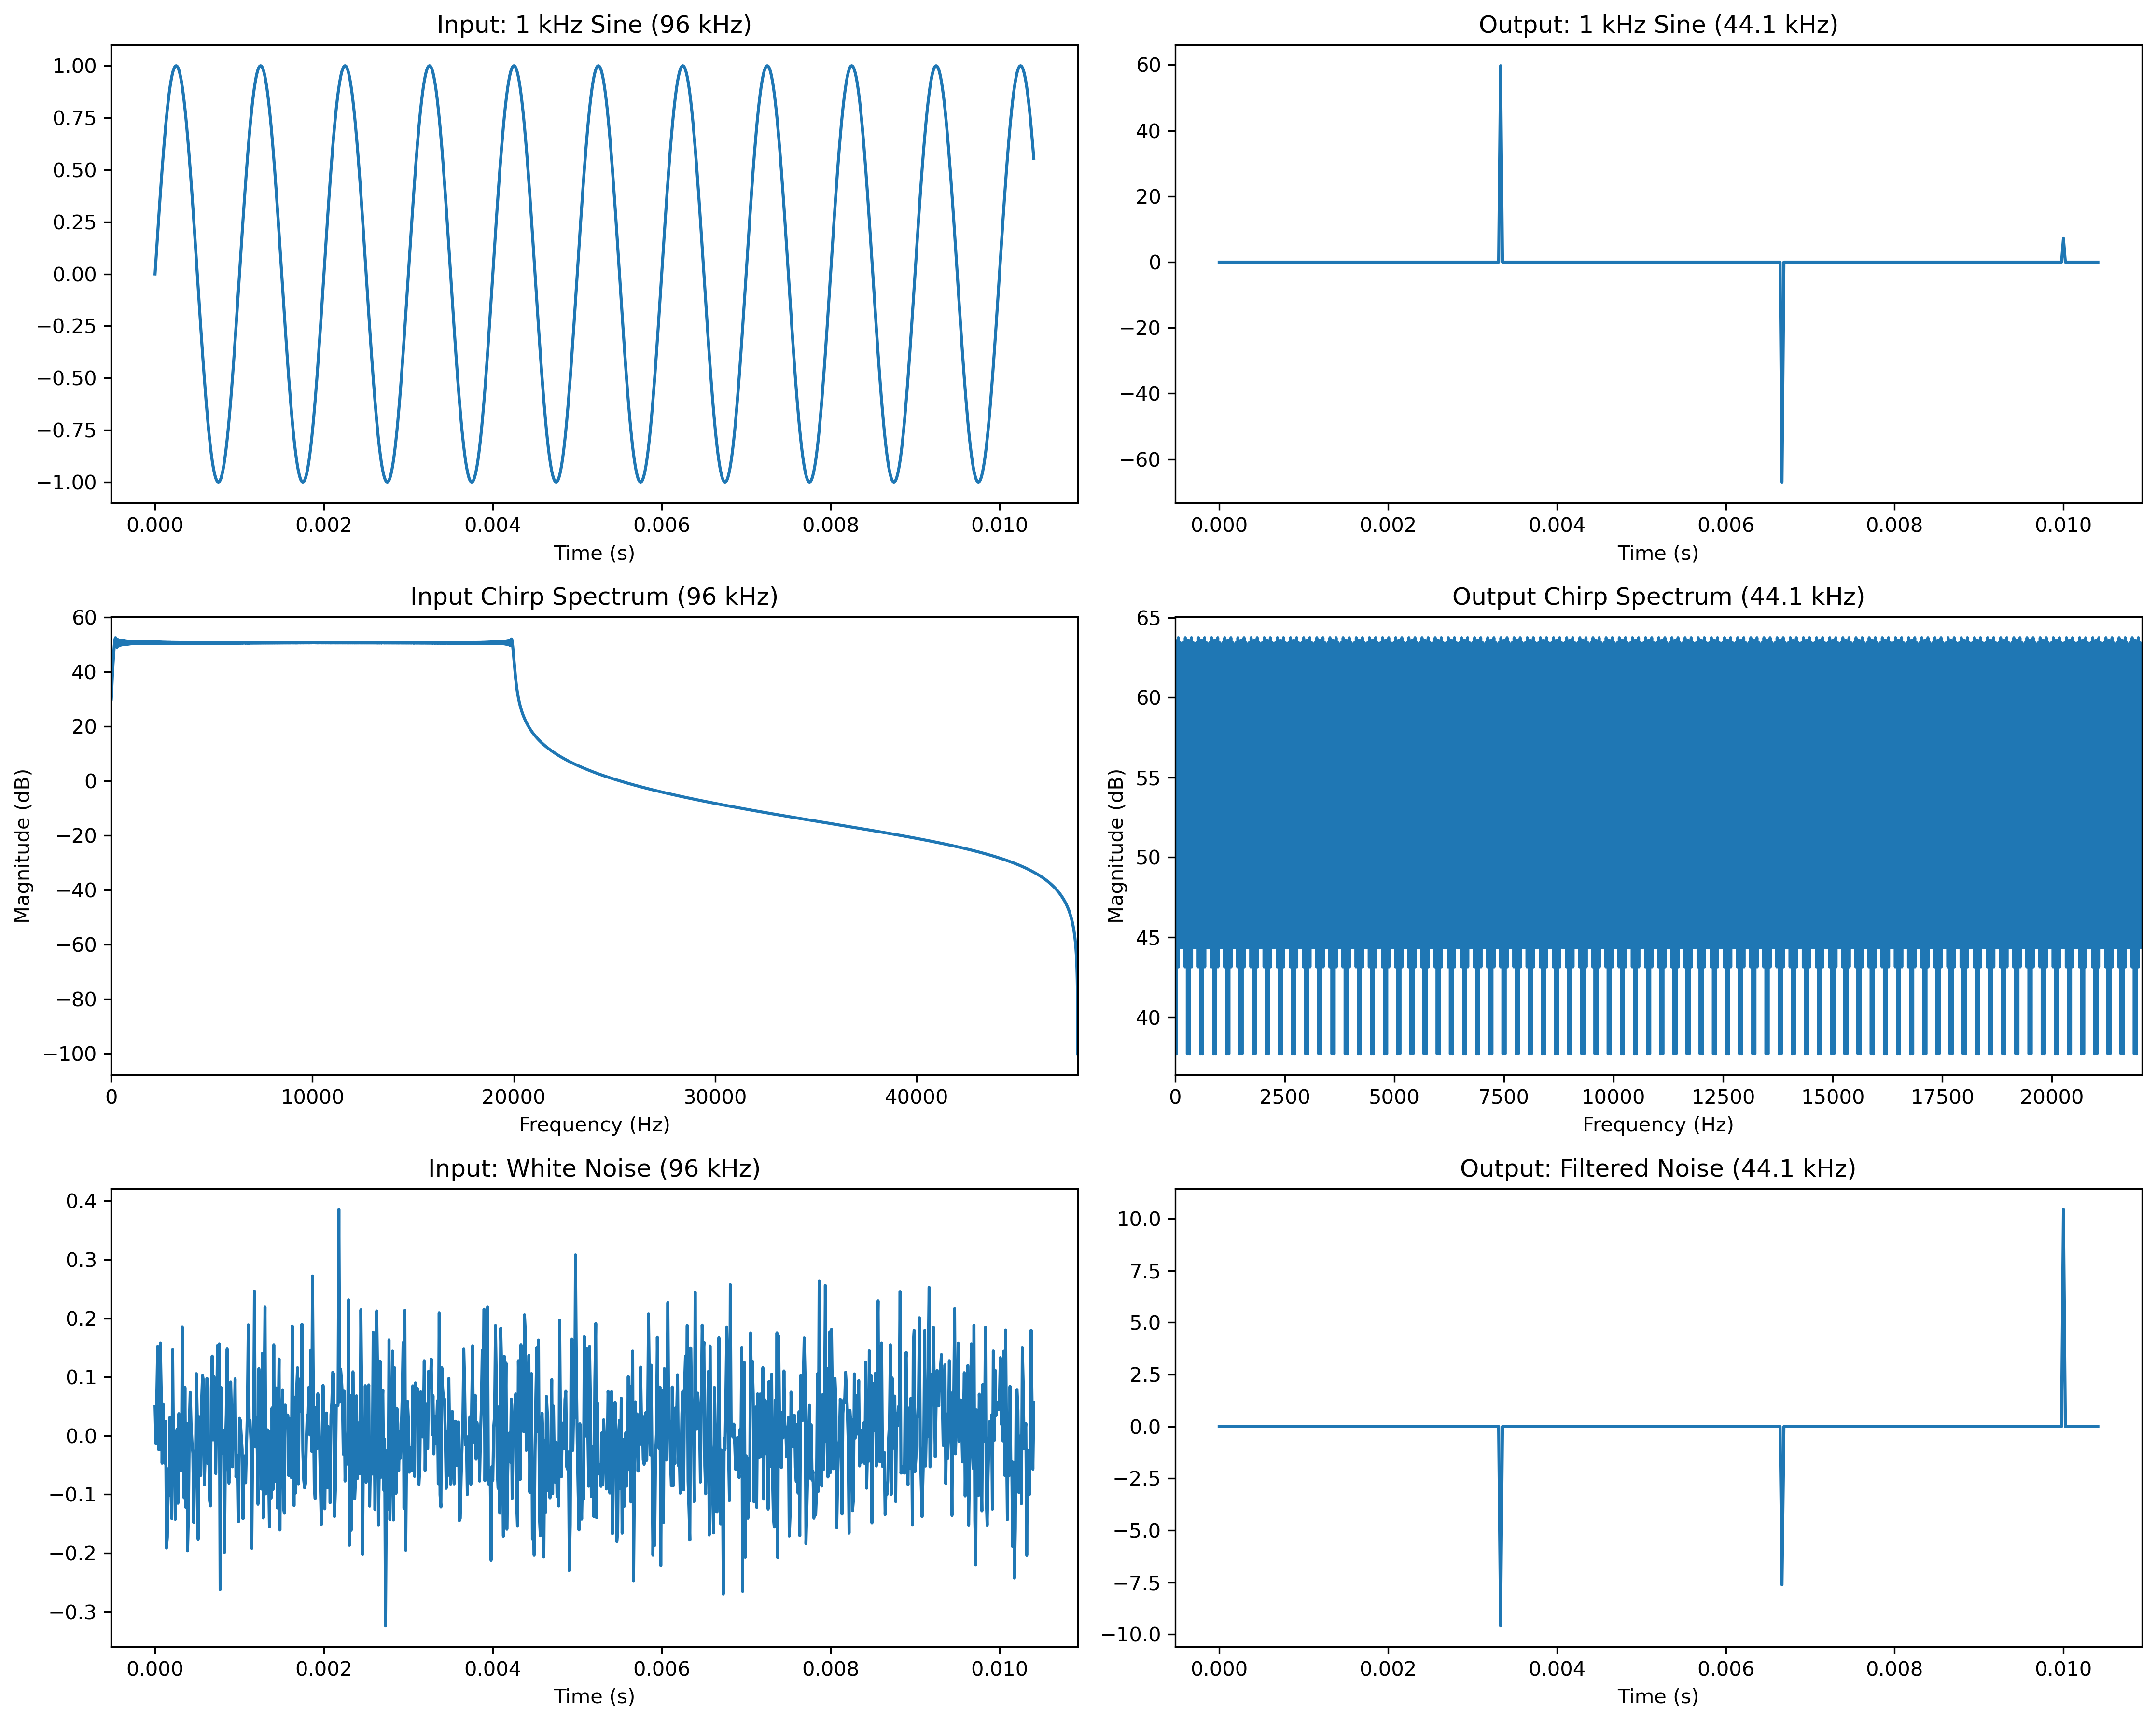 Input: 1 kHz Sine (96 kHz)
1.00
0.75
0.50
0.25
0.00
−0.25
−0.50
−0.75
−1.00
0.000 0.002 0.004 0.006 0.008 0.010
Time (s)
Output: 1 kHz Sine (44.1 kHz)
60
40
20
0
−20
−40
−60
0.000 0.002 0.004 0.006 0.008 0.010
Time (s)
Input Chirp Spectrum (96 kHz)
Magnitude (dB)
60
40
20
0
−20
−40
−60
−80
−100
0 10000 20000 30000 40000
Frequency (Hz)
Output Chirp Spectrum (44.1 kHz)
Magnitude (dB)
65
60
55
50
45
40
0 2500 5000 7500 10000 12500 15000 17500 20000
Frequency (Hz)
Input: White Noise (96 kHz)
0.4
0.3
0.2
0.1
0.0
−0.1
−0.2
−0.3
0.000 0.002 0.004 0.006 0.008 0.010
Time (s)
Output: Filtered Noise (44.1 kHz)
10.0
7.5
5.0
2.5
0.0
−2.5
−5.0
−7.5
−10.0
0.000 0.002 0.004 0.006 0.008 0.010
Time (s)